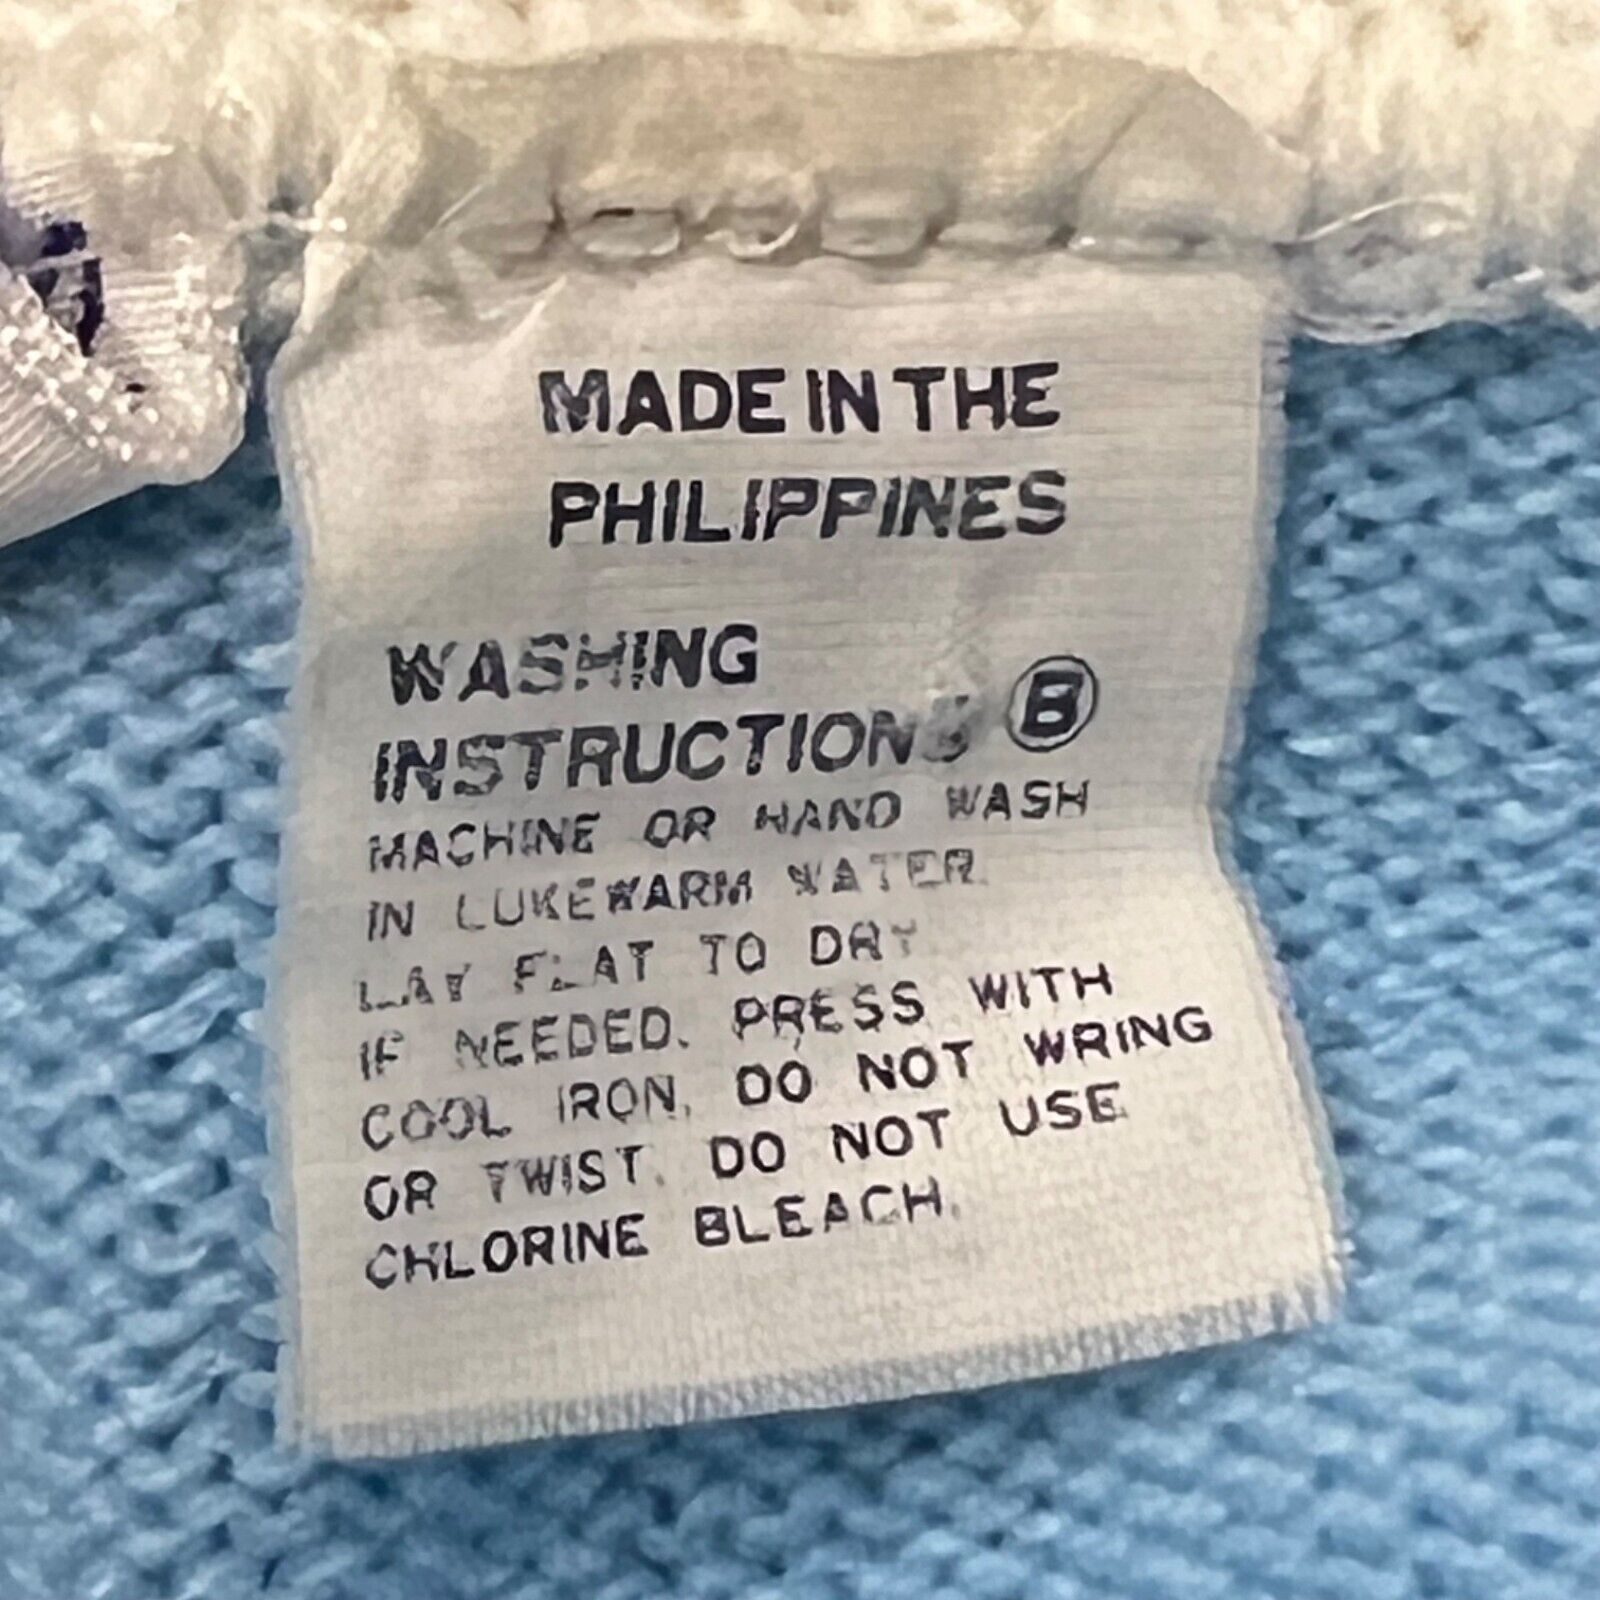 MADE IN THE
PHILIPPINES
WASHING
INSTRUCTIONS B
MACHINE OR HAND WASH
IN LUKEWARM WATER.
LAY FLAT TO DRY
IF NEEDED, PRESS WITH
COOL IRON, DO NOT WRING
OR TWIST. DO NOT USE
CHLORINE BLEACH.